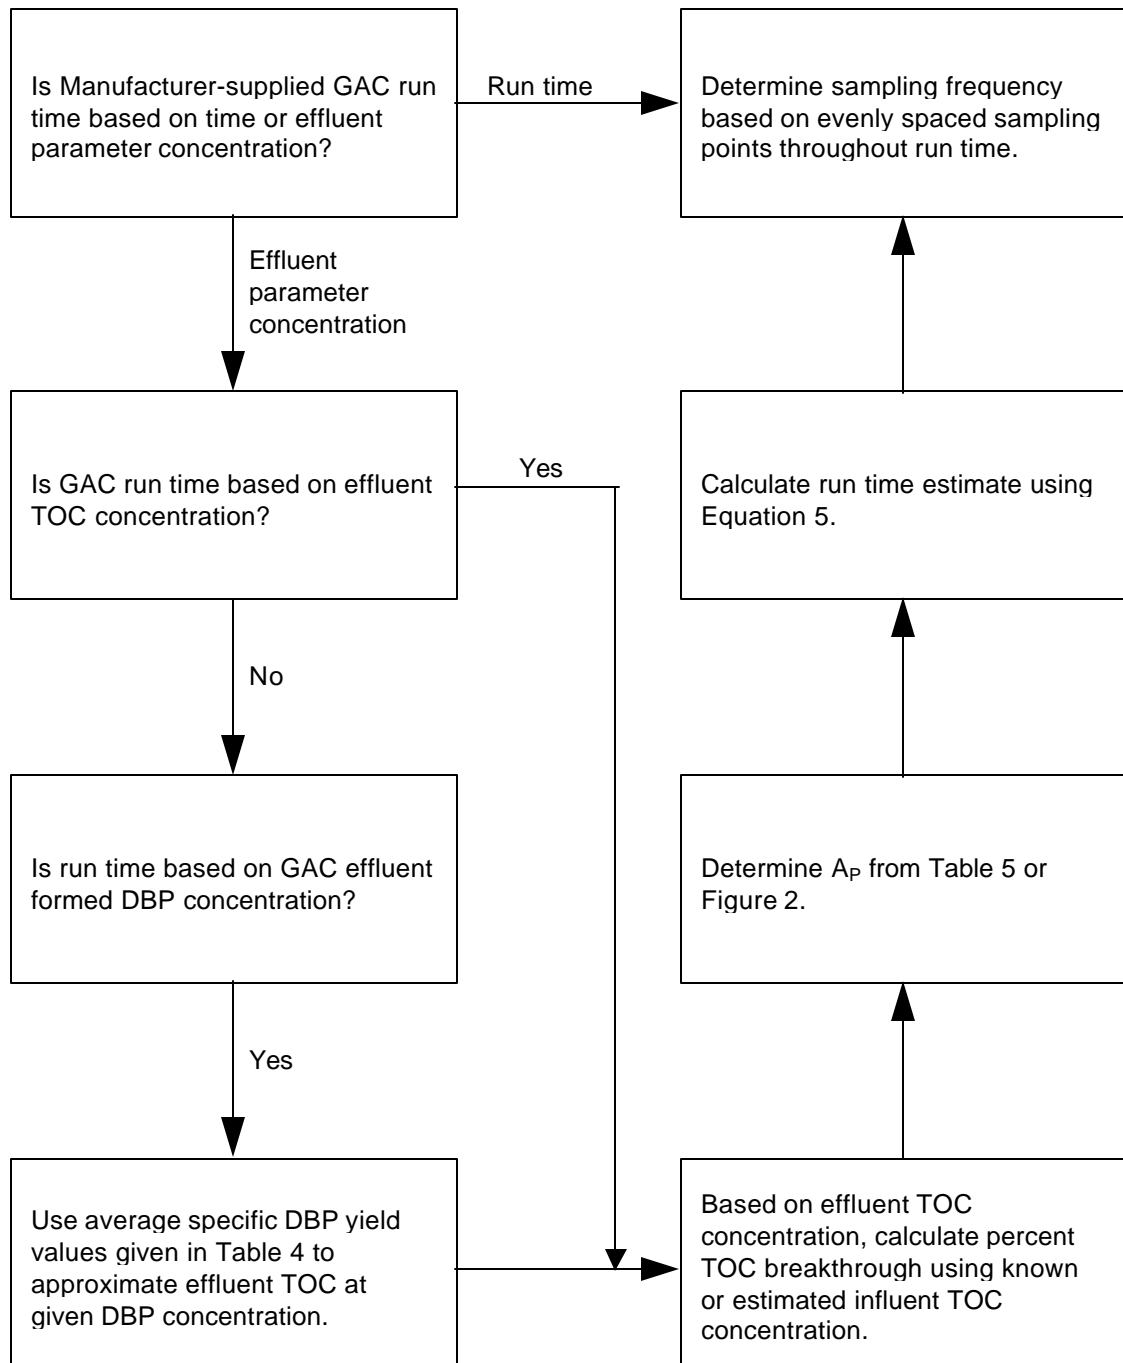 Is Manufacturer-supplied GAC run
time based on time or effluent
parameter concentration?
Run time
Determine sampling frequency
based on evenly spaced sampling
points throughout run time.
Effluent
parameter
concentration
Is GAC run time based on effluent
TOC concentration?
Yes
Calculate run time estimate using
Equation 5.
No
Is run time based on GAC effluent
formed DBP concentration?
Determine AP from Table 5 or
Figure 2.
Yes
Use average specific DBP yield
values given in Table 4 to
approximate effluent TOC at
given DBP concentration.
Based on effluent TOC
concentration, calculate percent
TOC breakthrough using known
or estimated influent TOC
concentration.